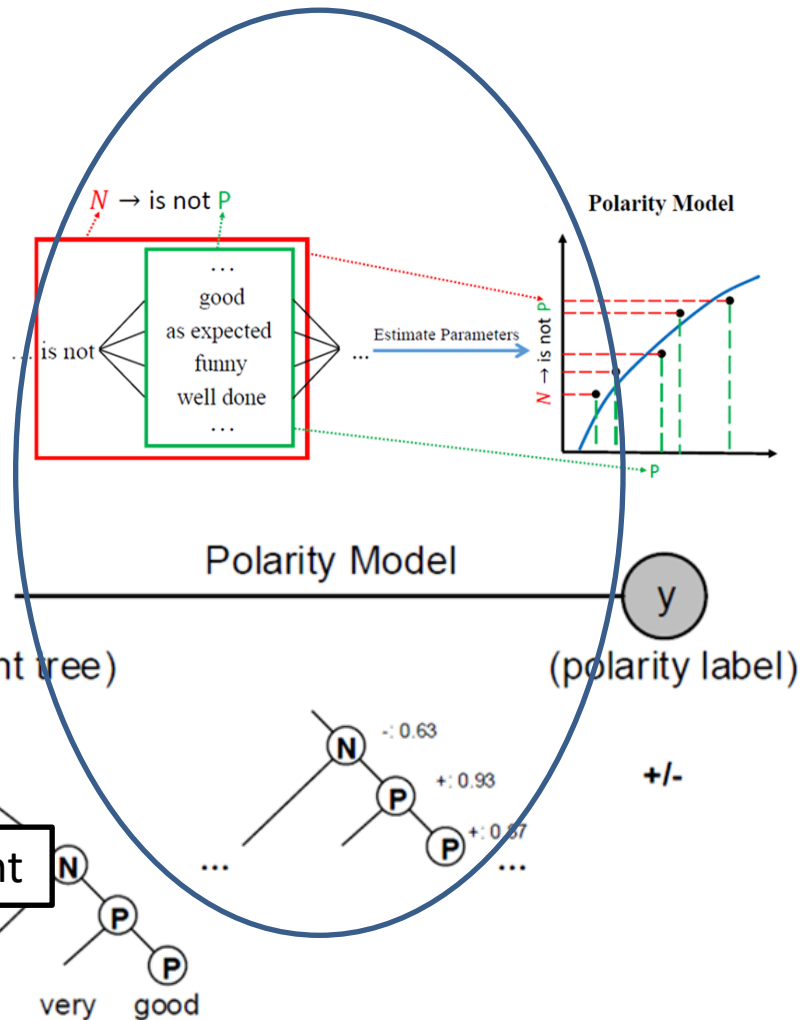 N → is not P
...
good
as expected
funny
well done
...
... is not
...
Estimate Parameters
Polarity Model
N → is not P
P
Polarity Model
y
nt tree)
(polarity label)
N -: 0.63
P +: 0.93
P
...
...
+/-
nt
N
P
P
very good